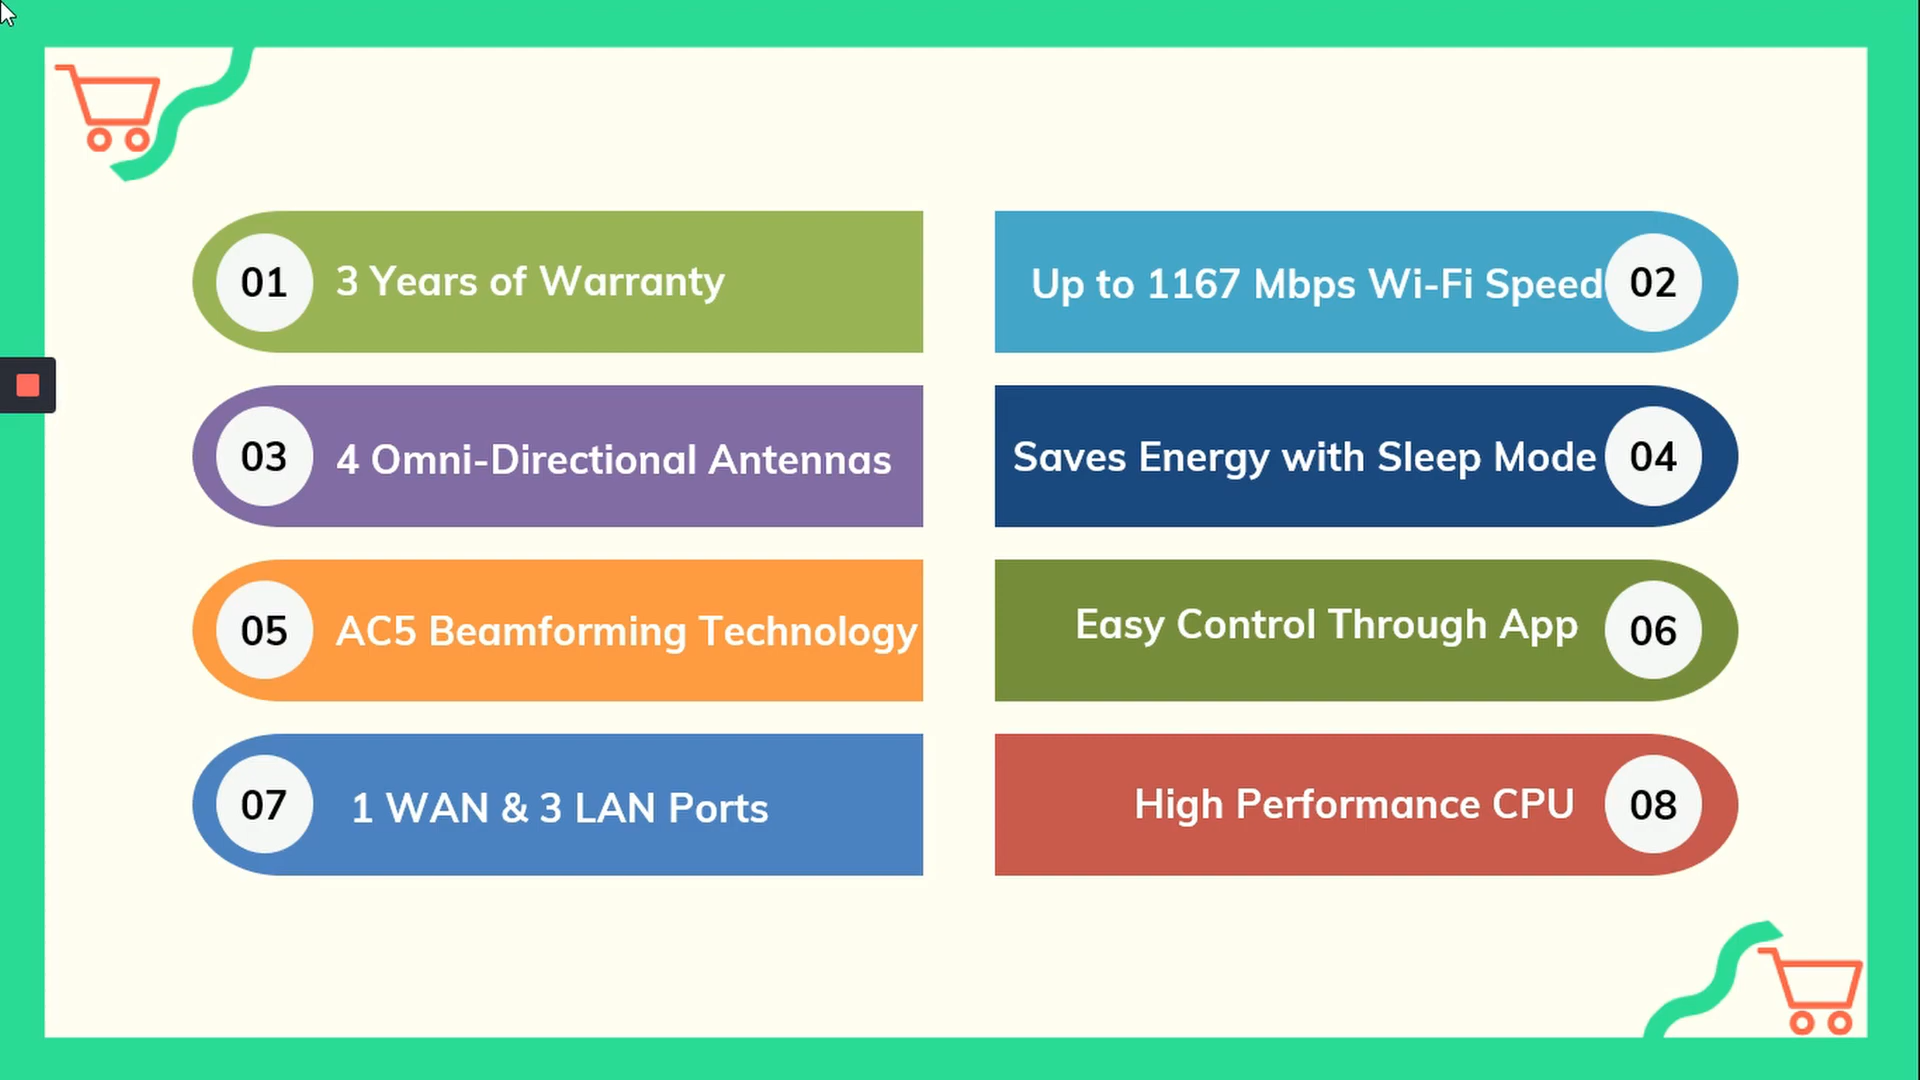 01 3 Years of Warranty
Up to 1167 Mbps Wi-Fi Speed 02
03 4 Omni-Directional Antennas
Saves Energy with Sleep Mode 04
05 AC5 Beamforming Technology
Easy Control Through App 06
07 1 WAN & 3 LAN Ports
High Performance CPU 08